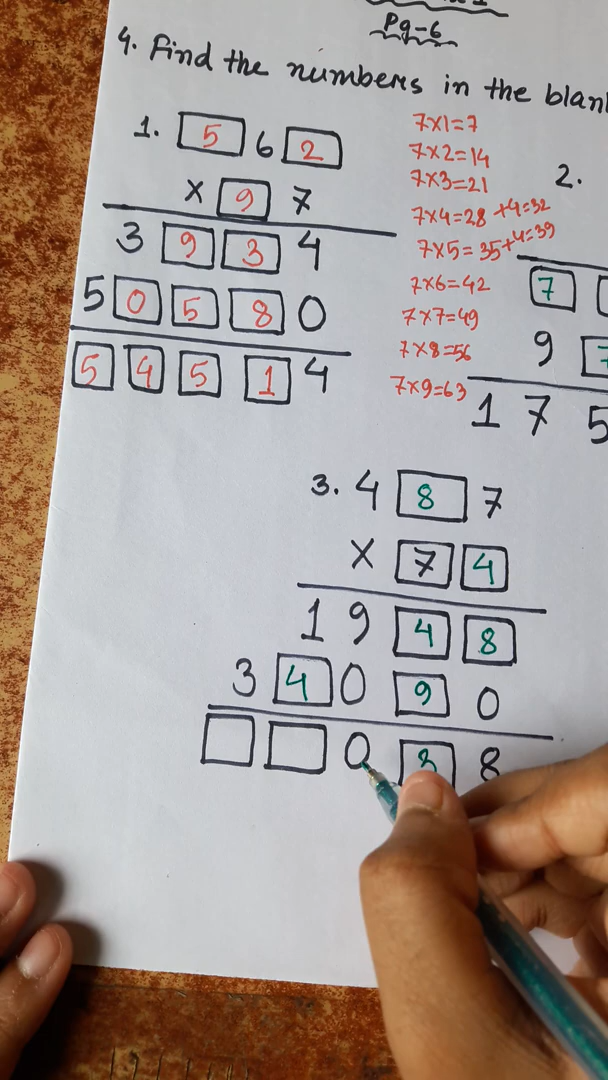 Pg-6
4. Find the numbers in the blan
1. 5 6 2
× 9 7
3 9 3 4
5 0 5 8 0
5 4 5 1 4
7×1=7
7×2=14
7×3=21
7×4=28+4=32
7×5=35+4=39
7×6=42
7×7=49
7×8=56
7×9=63
2.
7
9 7
1 7 5
3. 4 8 7
× 7 4
1 9 4 8
3 4 0 9 0
0 3 8